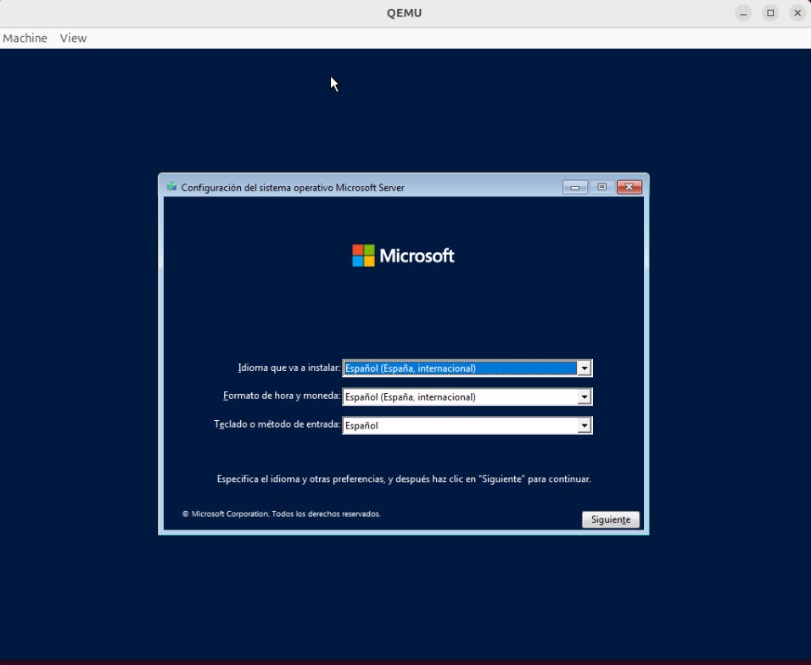 QEMU
Machine View
Configuración del sistema operativo Microsoft Server
Microsoft
Idioma que va a instalar: Español (España, internacional)
Formato de hora y moneda: Español (España, internacional)
Teclado o método de entrada: Español
Especifica el idioma y otras preferencias, y después haz clic en "Siguiente" para continuar.
© Microsoft Corporation. Todos los derechos reservados.
Siguiente